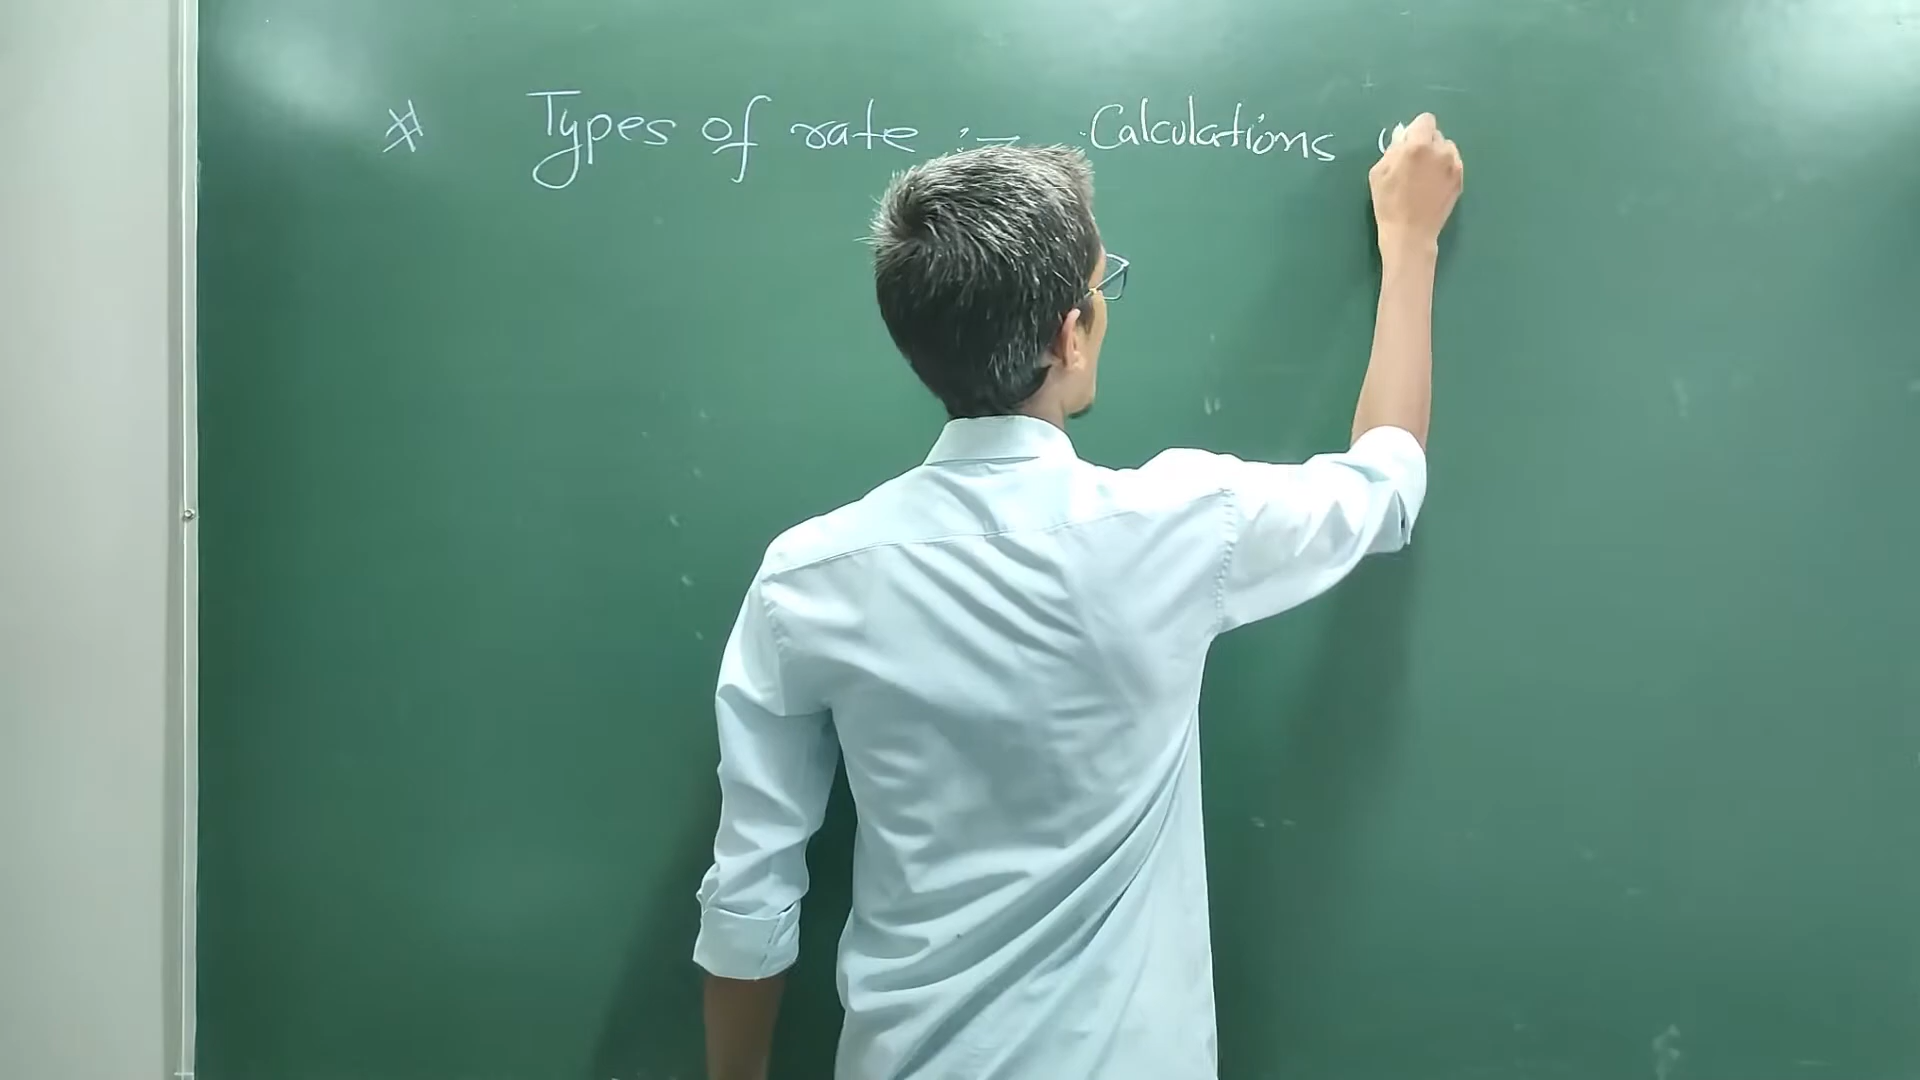 # Types of rate :- Calculations